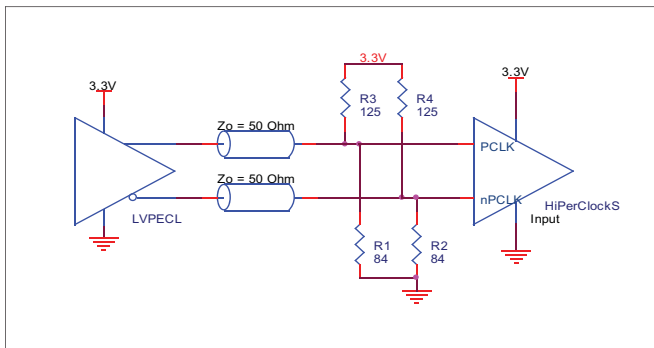 3.3V
3.3V
3.3V
R3
125
R4
125
Zo = 50 Ohm
PCLK
Zo = 50 Ohm
nPCLK
HiPerClockS
Input
LVPECL
R1
84
R2
84